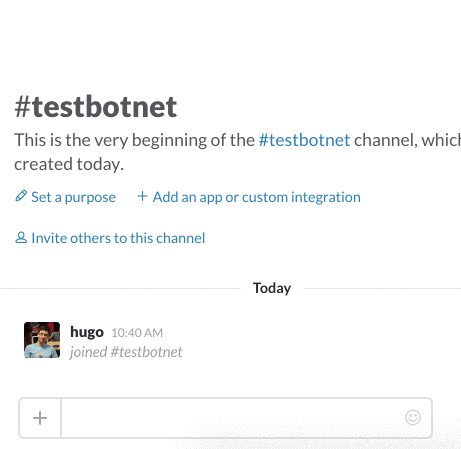 #testbotnet
This is the very beginning of the #testbotnet channel, which
created today.
Set a purpose + Add an app or custom integration
Invite others to this channel
Today
hugo 10:40 AM
joined #testbotnet
+